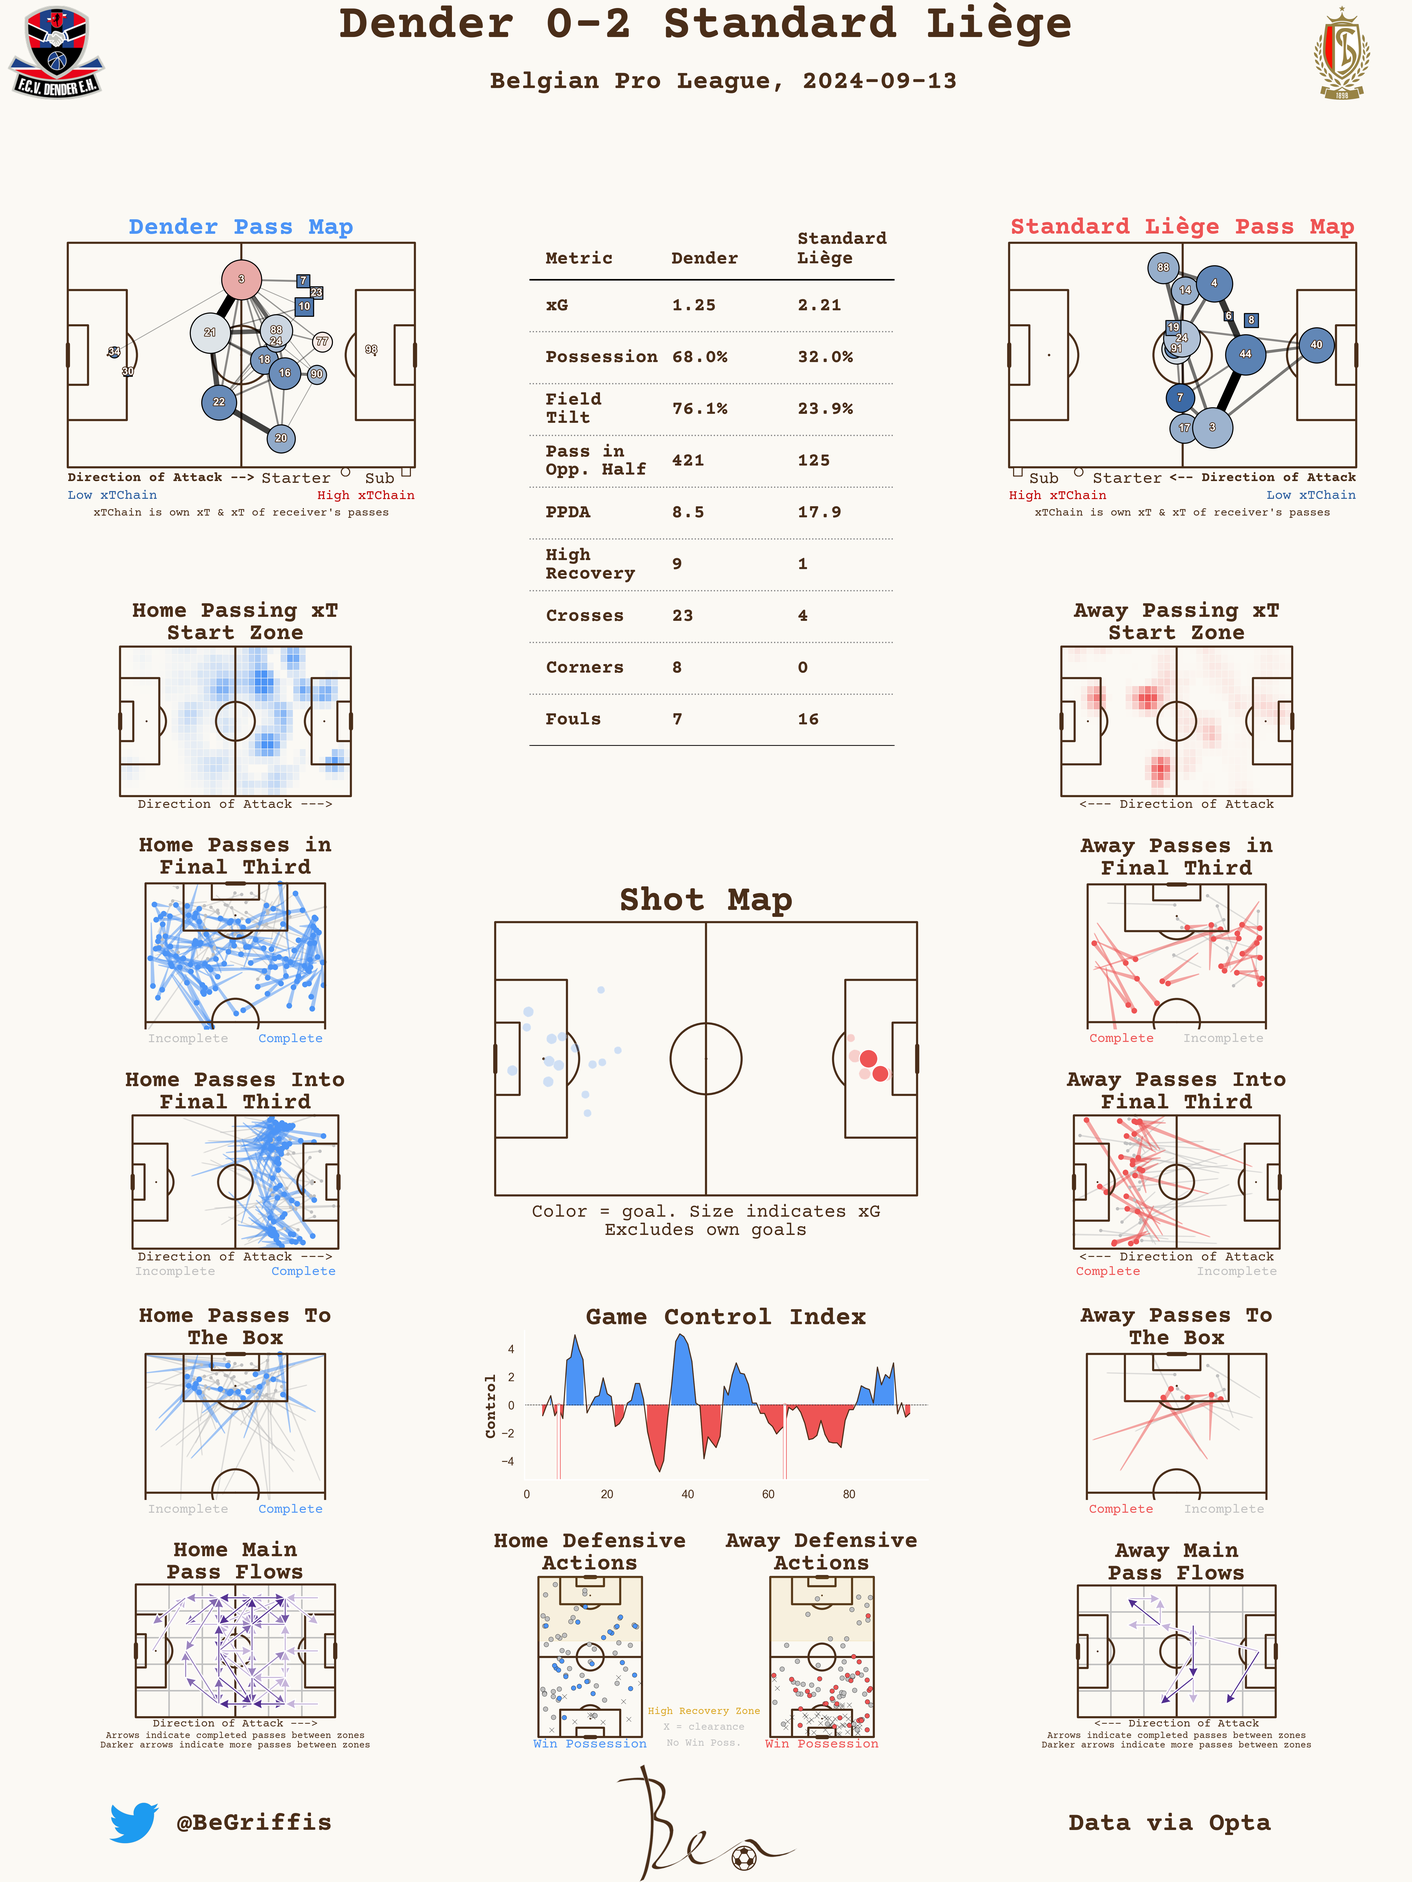 Dender 0-2 Standard Liège
Belgian Pro League, 2024-09-13
F.C.V. DENDER E.H.
1898
Dender Pass Map
3
7
23
10
21
88
24
77
98
34
18
30
16
90
22
20
Direction of Attack --> Starter Sub
Low xTChain High xTChain
xTChain is own xT & xT of receiver's passes
Metric Dender Standard Liège
xG 1.25 2.21
Possession 68.0% 32.0%
Field Tilt 76.1% 23.9%
Pass in Opp. Half 421 125
PPDA 8.5 17.9
High Recovery 9 1
Crosses 23 4
Corners 8 0
Fouls 7 16
Standard Liège Pass Map
88
14
4
6
8
19
24
91
44
40
7
17
3
Sub Starter <-- Direction of Attack
High xTChain Low xTChain
xTChain is own xT & xT of receiver's passes
Home Passing xT
Start Zone
Direction of Attack --->
Away Passing xT
Start Zone
<--- Direction of Attack
Home Passes in
Final Third
Incomplete Complete
Away Passes in
Final Third
Complete Incomplete
Shot Map
Color = goal. Size indicates xG
Excludes own goals
Home Passes Into
Final Third
Direction of Attack --->
Incomplete Complete
Away Passes Into
Final Third
<--- Direction of Attack
Complete Incomplete
Home Passes To
The Box
Incomplete Complete
Game Control Index
Control
4
2
0
−2
−4
0 20 40 60 80
Away Passes To
The Box
Complete Incomplete
Home Main
Pass Flows
Direction of Attack --->
Arrows indicate completed passes between zones
Darker arrows indicate more passes between zones
Home Defensive
Actions
Win Possession
High Recovery Zone
X = clearance
No Win Poss.
Away Defensive
Actions
Win Possession
Away Main
Pass Flows
<--- Direction of Attack
Arrows indicate completed passes between zones
Darker arrows indicate more passes between zones
@BeGriffis
Ben
Data via Opta